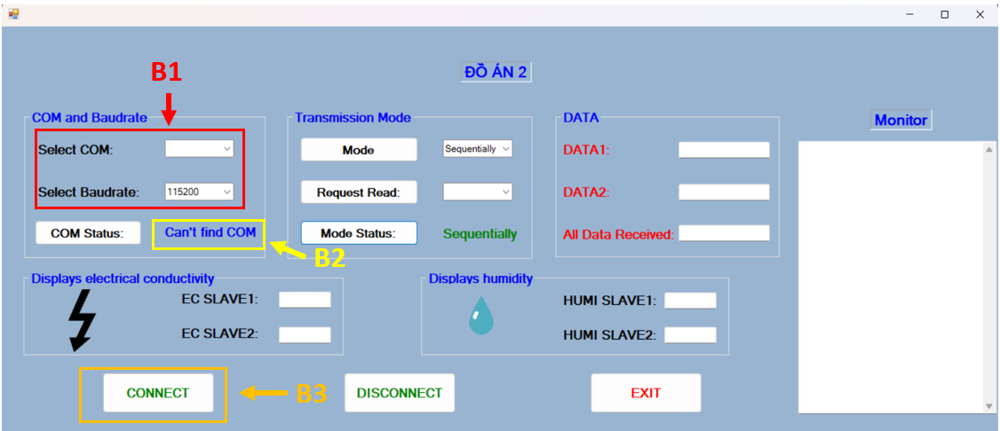 ĐỒ ÁN 2
B1
COM and Baudrate
Select COM:
Select Baudrate:
115200
COM Status:
Can't find COM
B2
Transmission Mode
Mode
Sequentially
Request Read:
Mode Status:
Sequentially
DATA
DATA1:
DATA2:
All Data Received:
Monitor
Displays electrical conductivity
EC SLAVE1:
EC SLAVE2:
Displays humidity
HUMI SLAVE1:
HUMI SLAVE2:
CONNECT
B3
DISCONNECT
EXIT